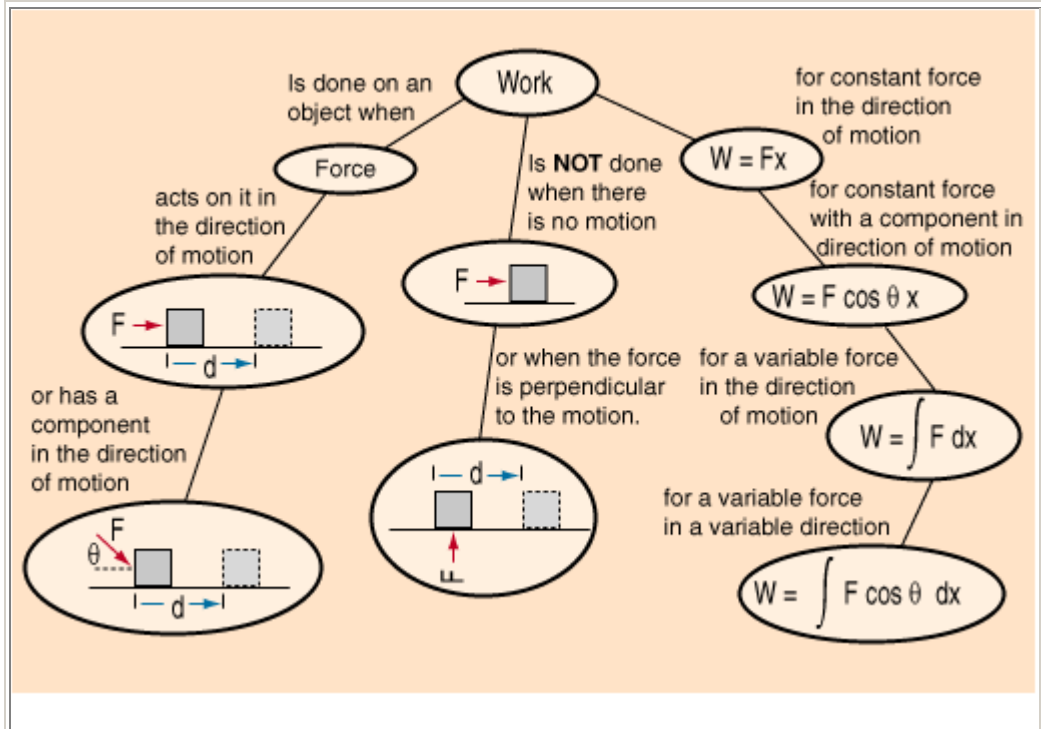 Work
Is done on an
object when
Force
acts on it in
the direction
of motion
F
d
or has a
component
in the direction
of motion
F
θ
d
Is NOT done
when there
is no motion
F
or when the force
is perpendicular
to the motion.
d
F
for constant force
in the direction
of motion
W = Fx
for constant force
with a component in
direction of motion
W = F cos θ x
for a variable force
in the direction
of motion
W = ∫ F dx
for a variable force
in a variable direction
W = ∫ F cos θ dx